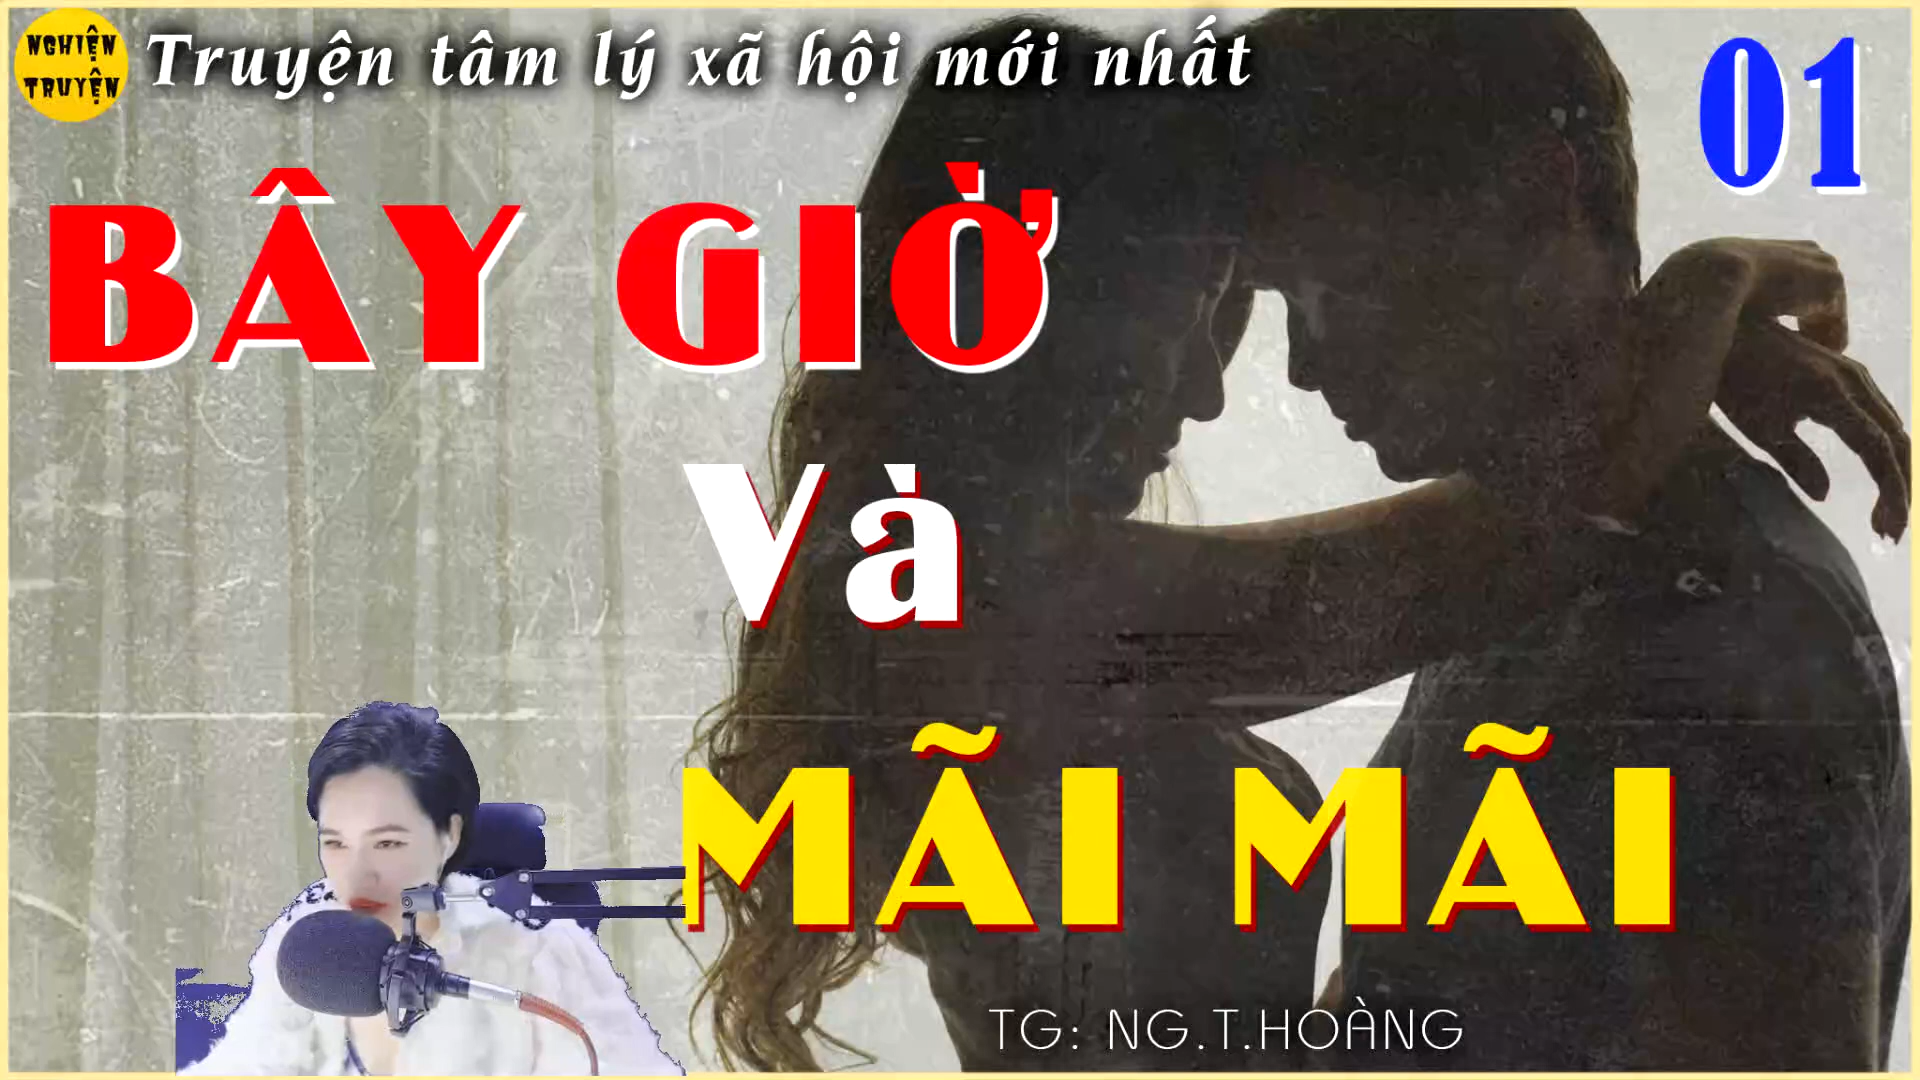 NGHIỆN
TRUYỆN
Truyện tâm lý xã hội mới nhất
01
BÂY GIỜ
Và
MÃI MÃI
TG: NG.T.HOÀNG